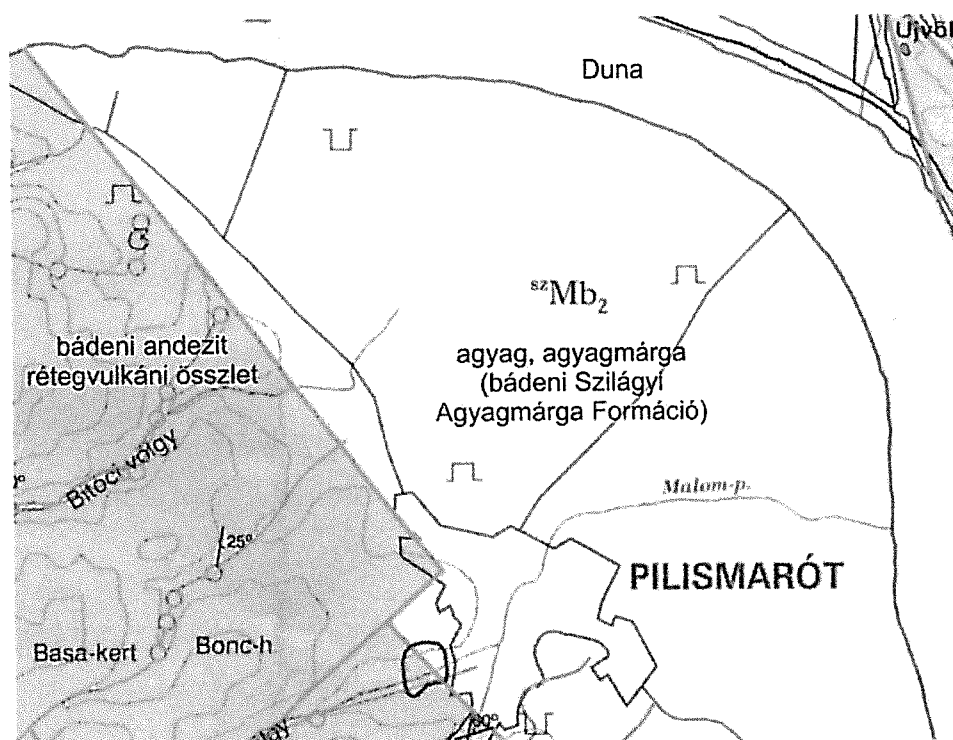 Duna
Újvöl
szMb2
bádeni andezit
rétegvulkáni összlet
agyag, agyagmárga
(bádeni Szilágyi
Agyagmárga Formáció)
Bitóci völgy
Malom-p.
25°
PILISMARÓT
Basa-kert
Bonc-h